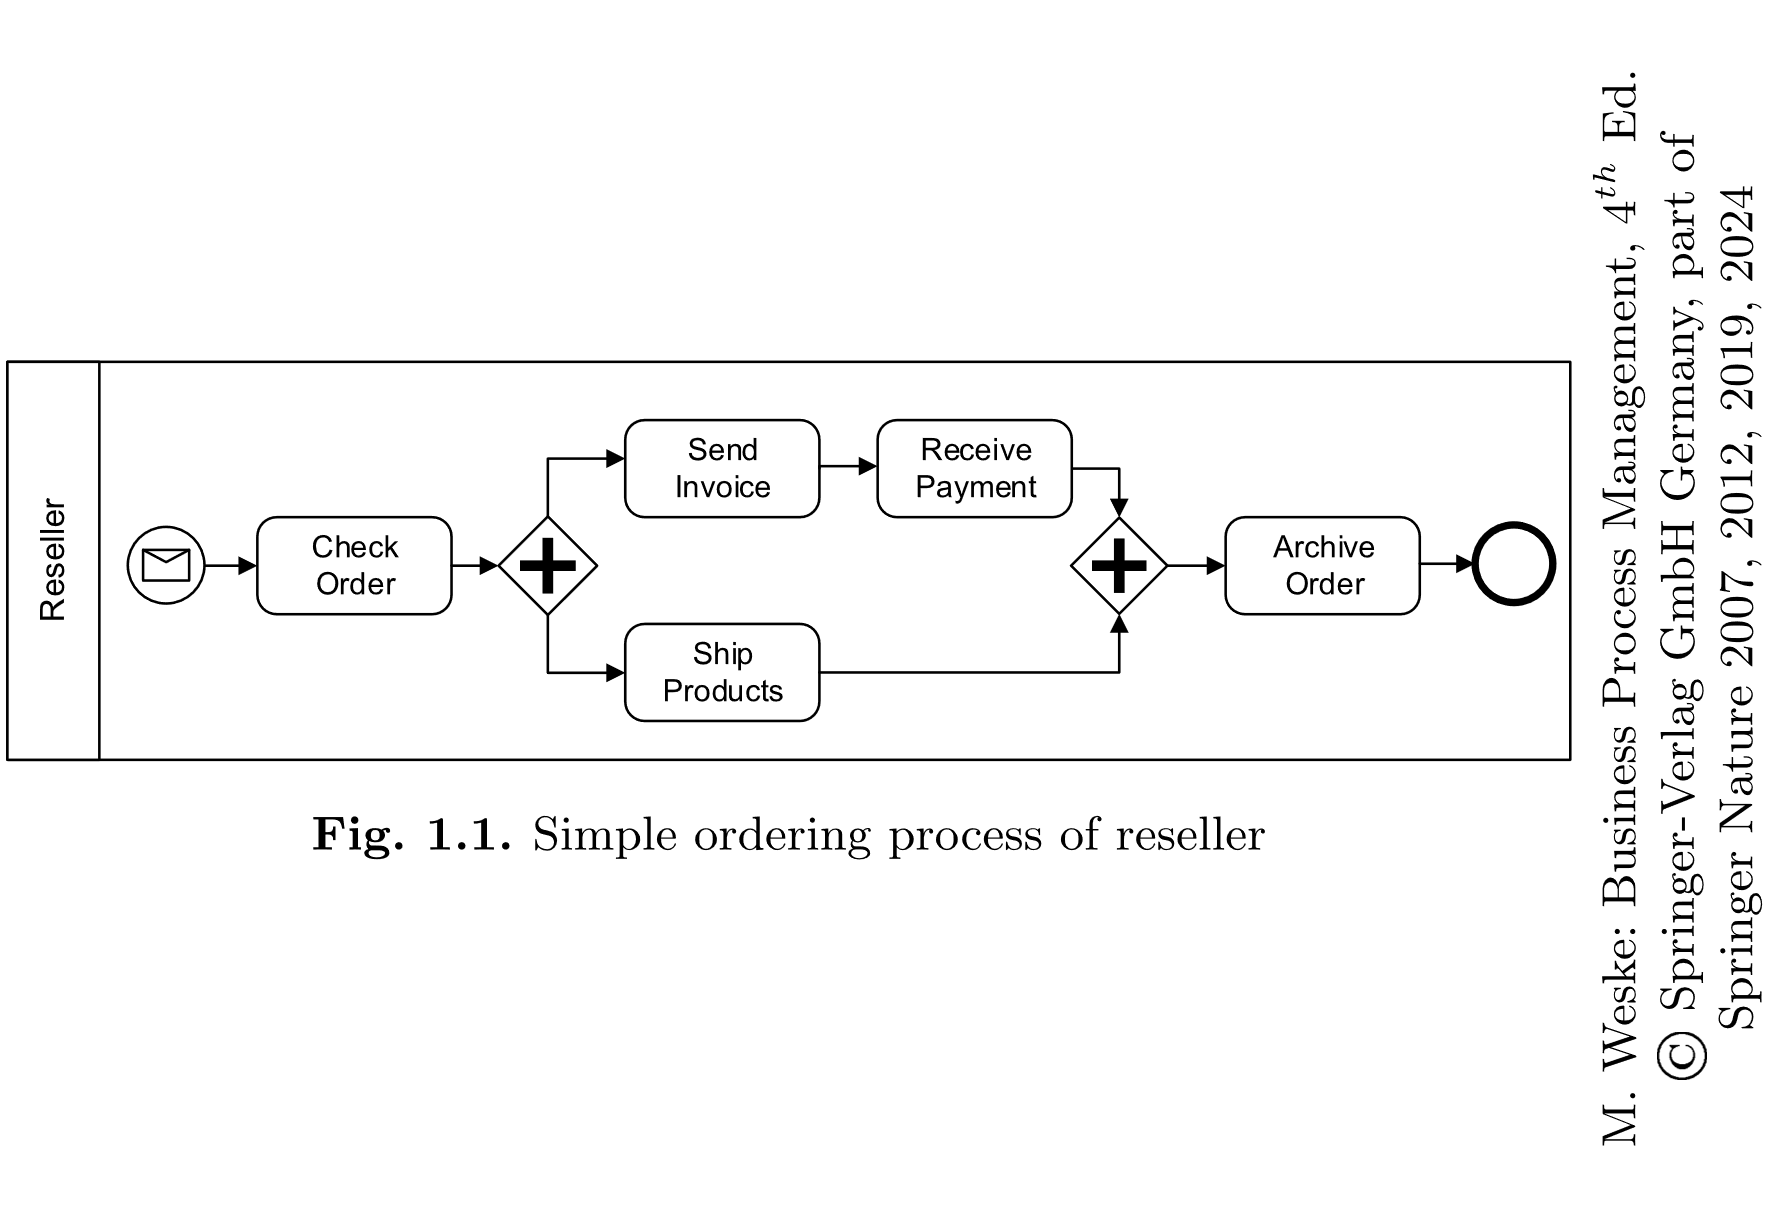 Reseller
Check
Order
Send
Invoice
Receive
Payment
Ship
Products
Archive
Order
Fig. 1.1. Simple ordering process of reseller
M. Weske: Business Process Management, 4th Ed.
© Springer-Verlag GmbH Germany, part of
Springer Nature 2007, 2012, 2019, 2024